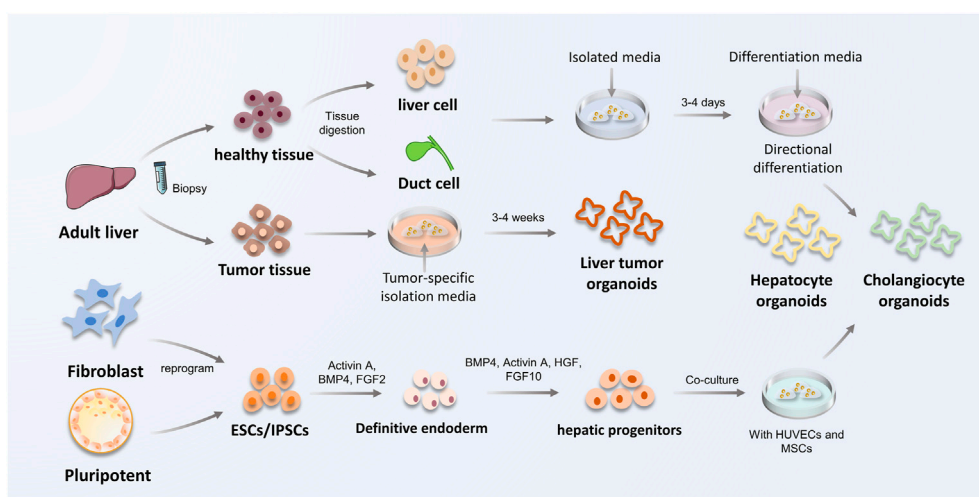 Isolated media
Differentiation media
liver cell
Tissue
digestion
3-4 days
healthy tissue
Directional
differentiation
Biopsy
Duct cell
Adult liver
3-4 weeks
Tumor tissue
Tumor-specific
isolation media
Liver tumor
organoids
Hepatocyte
organoids
Cholangiocyte
organoids
Fibroblast
reprogram
Activin A,
BMP4, FGF2
BMP4, Activin A, HGF,
FGF10
Co-culture
ESCs/IPSCs
Definitive endoderm
hepatic progenitors
With HUVECs and
MSCs
Pluripotent